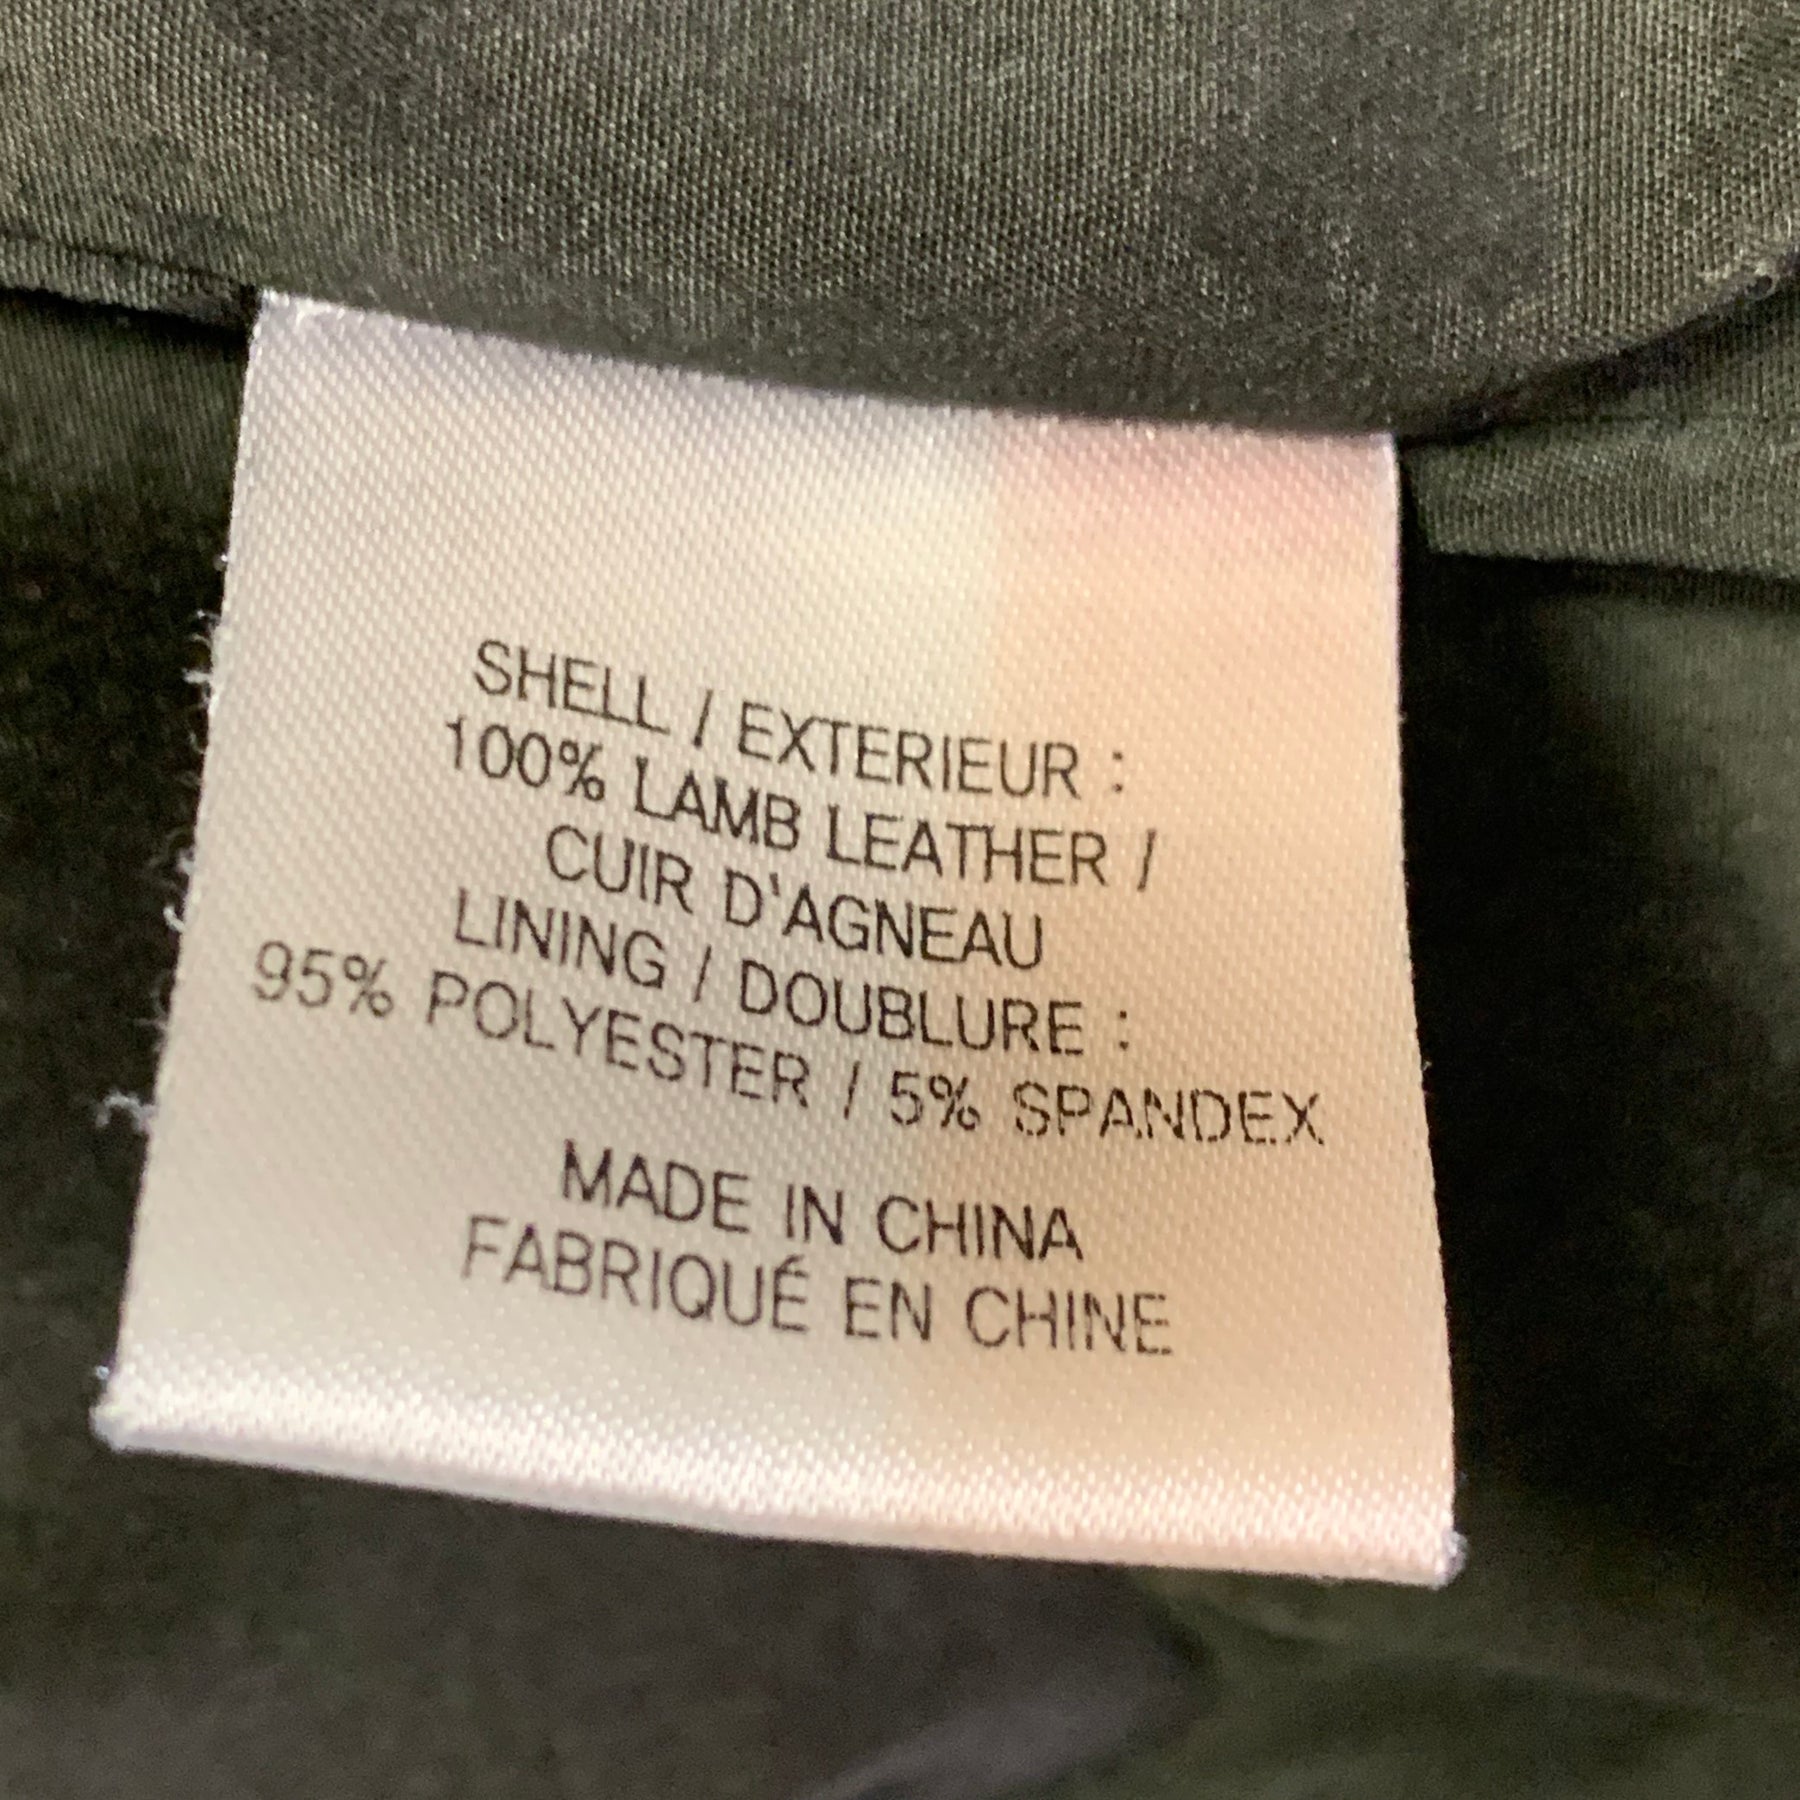 SHELL / EXTERIEUR :
100% LAMB LEATHER /
CUIR D'AGNEAU
LINING / DOUBLURE :
95% POLYESTER / 5% SPANDEX
MADE IN CHINA
FABRIQUÉ EN CHINE